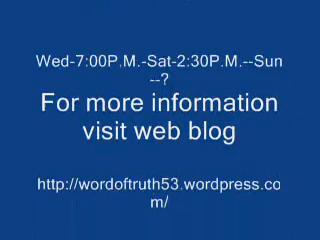 Wed-7:00P.M.-Sat-2:30P.M.--Sun
--?
For more information
visit web blog
http://wordoftruth53.wordpress.co
m/